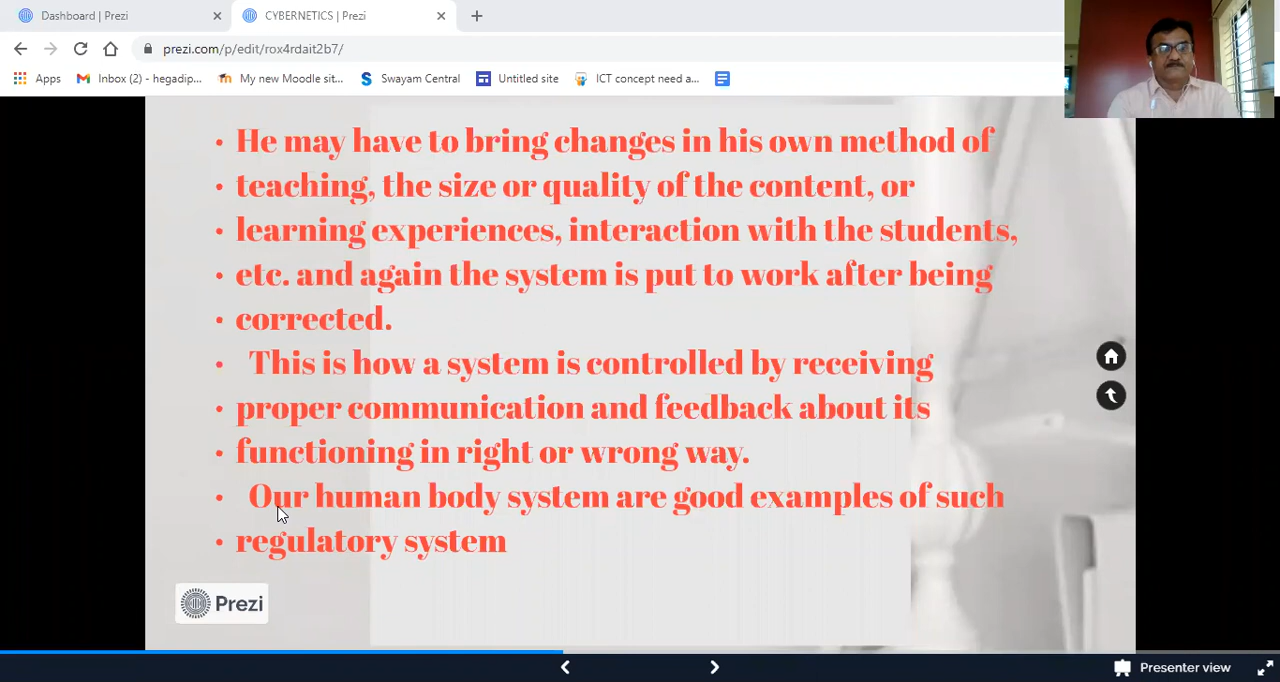 Dashboard | Prezi
CYBERNETICS | Prezi
prezi.com/p/edit/rox4rdait2b7/
Apps
Inbox (2) - hegadip...
My new Moodle sit...
Swayam Central
Untitled site
ICT concept need a...
• He may have to bring changes in his own method of
• teaching, the size or quality of the content, or
• learning experiences, interaction with the students,
• etc. and again the system is put to work after being
• corrected.
• This is how a system is controlled by receiving
• proper communication and feedback about its
• functioning in right or wrong way.
• Our human body system are good examples of such
• regulatory system
Prezi
Presenter view